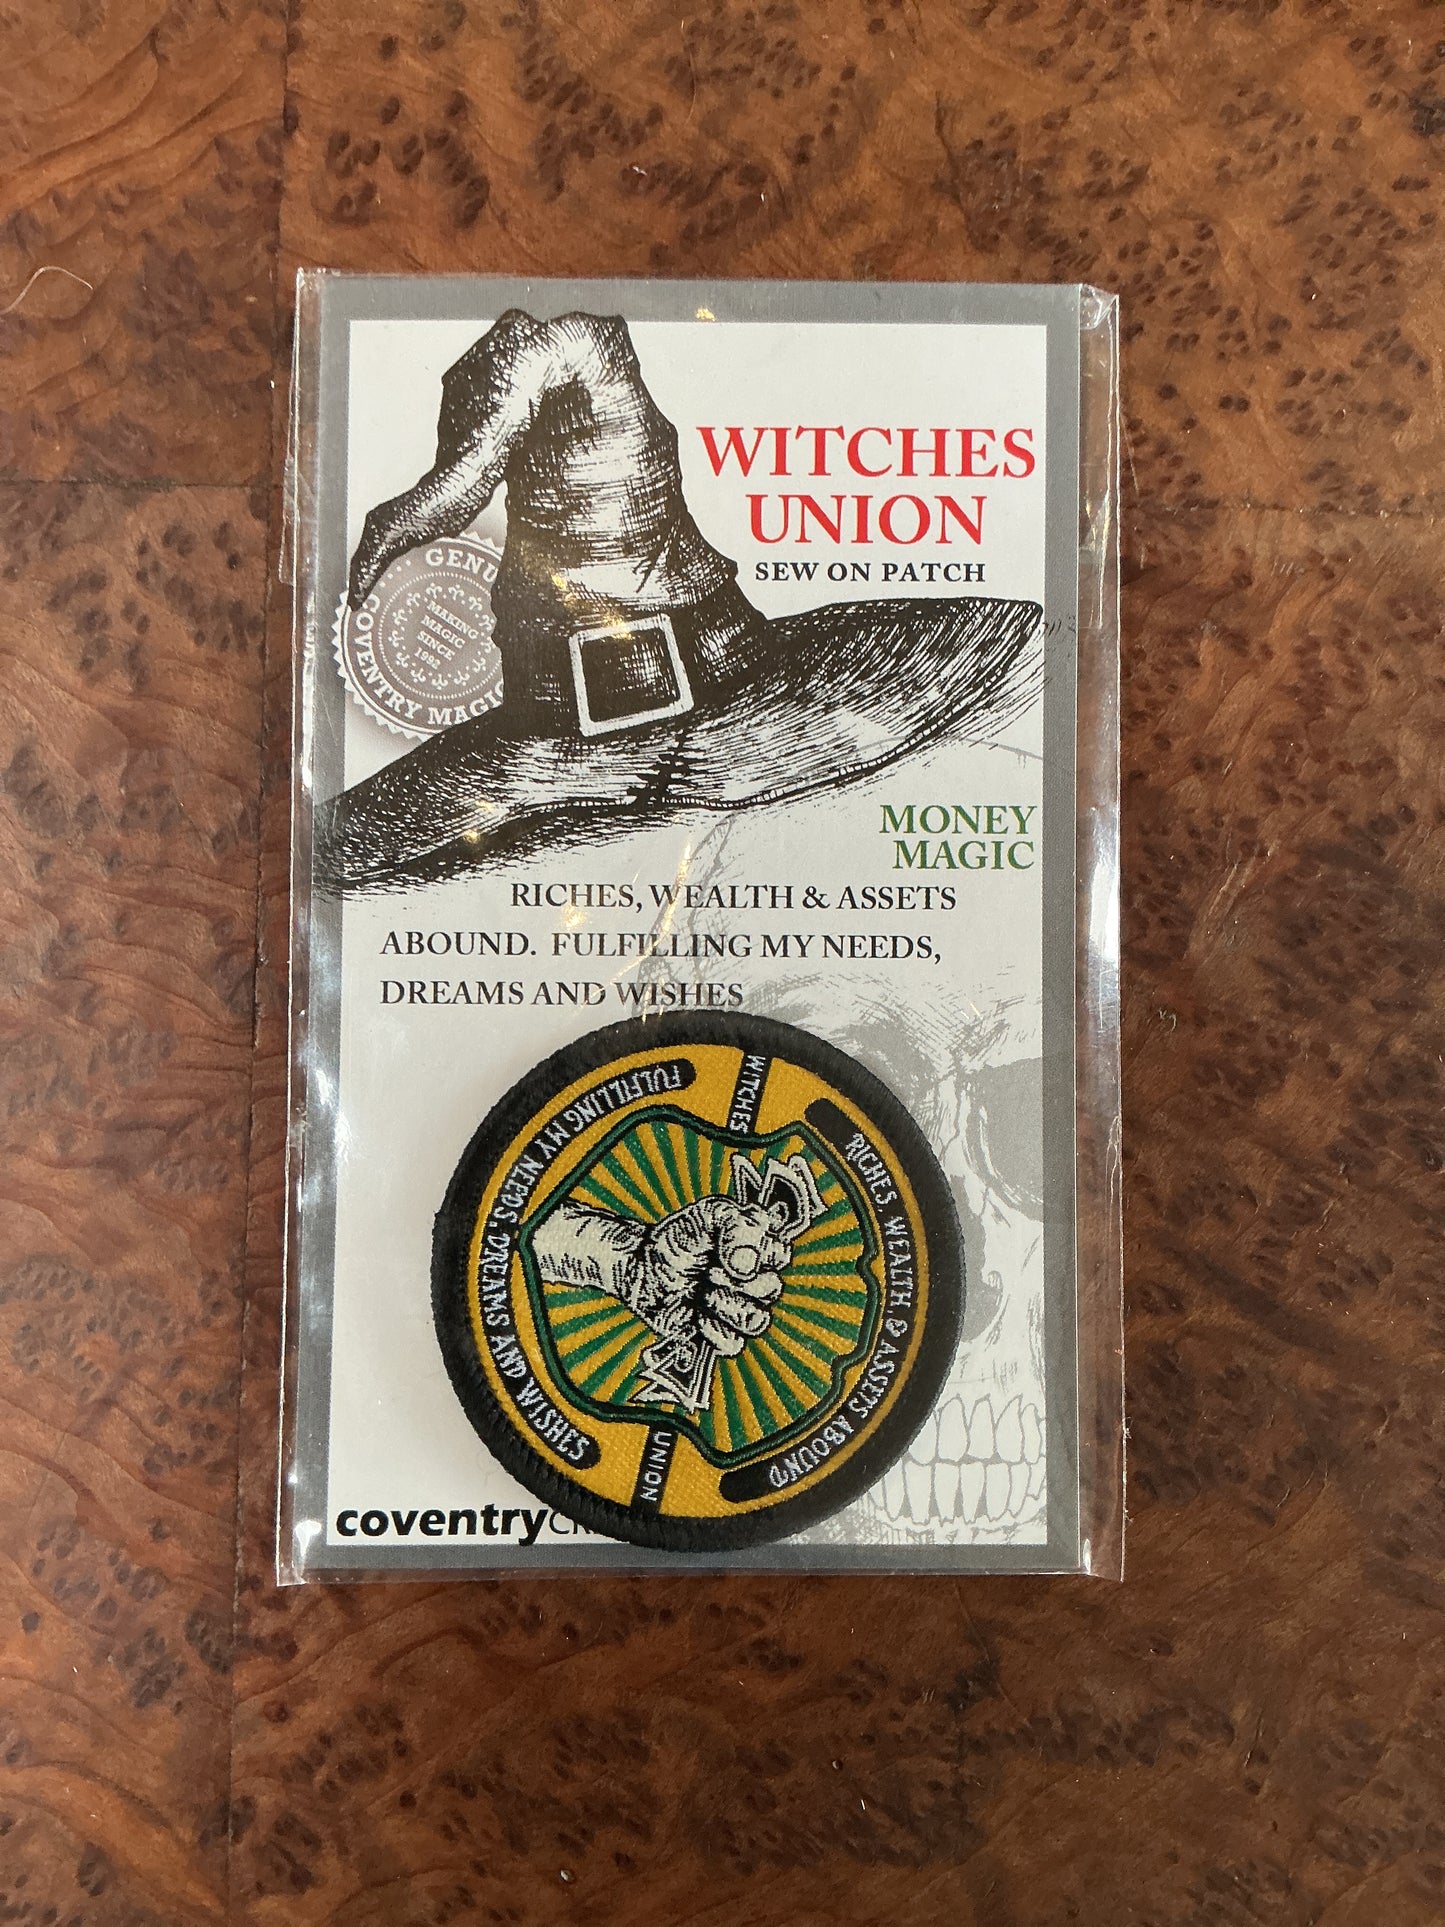 WITCHES
UNION
SEW ON PATCH
GENU
COVENTRY MAGIC
MAKING
MAGIC
SINCE
1992
MONEY
MAGIC
RICHES, WEALTH & ASSETS
ABOUND. FULFILLING MY NEEDS,
DREAMS AND WISHES
WITCHES
RICHES, WEALTH, & ASSETS ABOUND
FULFILLING MY NEEDS, DREAMS AND WISHES
UNION
coventry